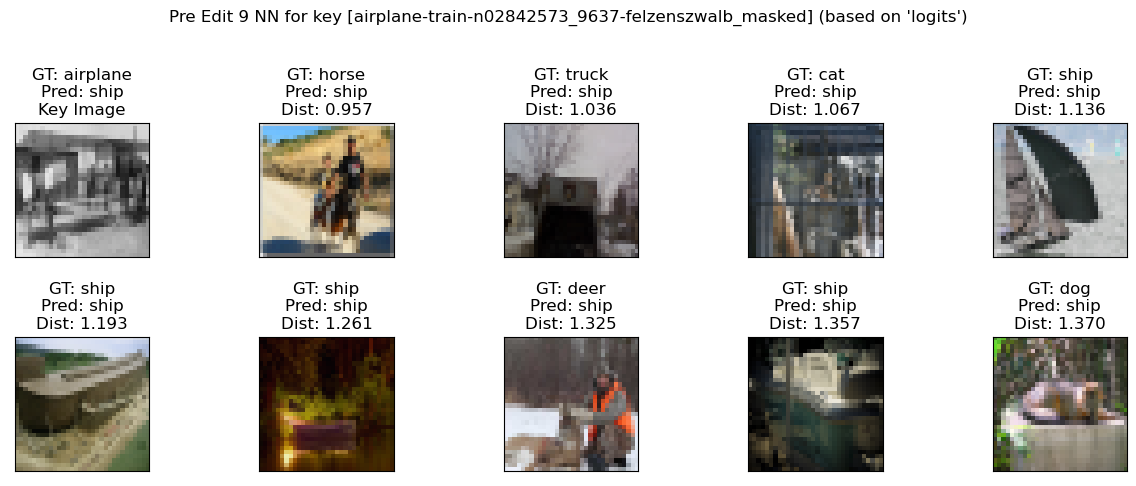 Pre Edit 9 NN for key [airplane-train-n02842573_9637-felzenszwalb_masked] (based on 'logits')
GT: airplane
Pred: ship
Key Image
GT: horse
Pred: ship
Dist: 0.957
GT: truck
Pred: ship
Dist: 1.036
GT: cat
Pred: ship
Dist: 1.067
GT: ship
Pred: ship
Dist: 1.136
GT: ship
Pred: ship
Dist: 1.193
GT: ship
Pred: ship
Dist: 1.261
GT: deer
Pred: ship
Dist: 1.325
GT: ship
Pred: ship
Dist: 1.357
GT: dog
Pred: ship
Dist: 1.370